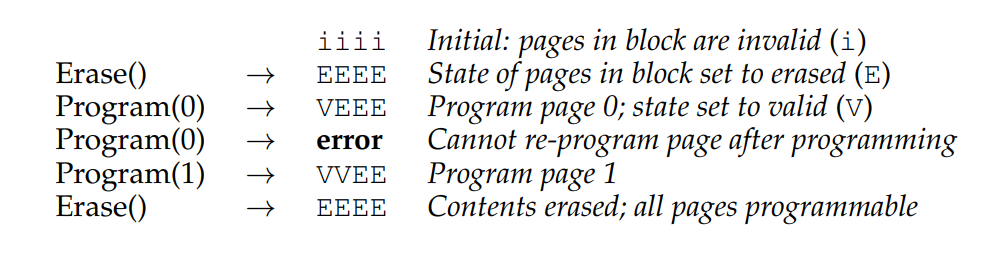 iiii Initial: pages in block are invalid (i)
Erase() → EEEE State of pages in block set to erased (E)
Program(0) → VEEE Program page 0; state set to valid (V)
Program(0) → error Cannot re-program page after programming
Program(1) → VVEE Program page 1
Erase() → EEEE Contents erased; all pages programmable